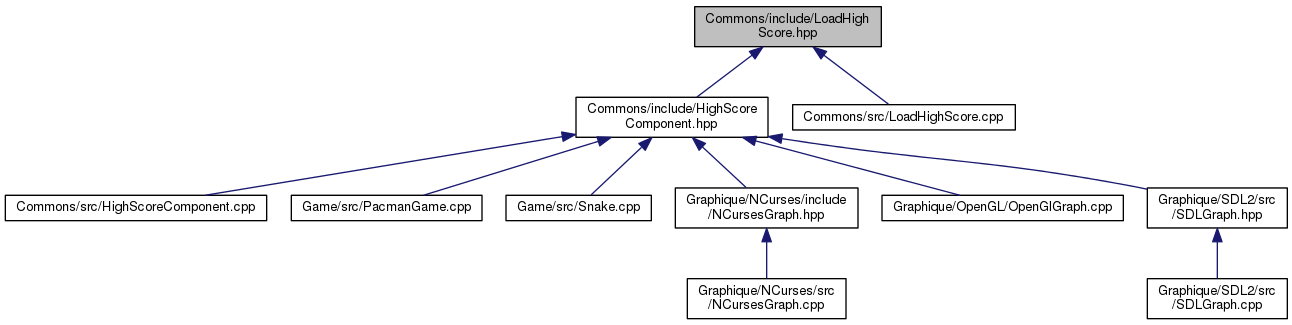 Commons/include/LoadHigh
Score.hpp
Commons/include/HighScore
Component.hpp
Commons/src/LoadHighScore.cpp
Commons/src/HighScoreComponent.cpp
Game/src/PacmanGame.cpp
Game/src/Snake.cpp
Graphique/NCurses/include
/NCursesGraph.hpp
Graphique/OpenGL/OpenGlGraph.cpp
Graphique/SDL2/src
/SDLGraph.hpp
Graphique/NCurses/src
/NCursesGraph.cpp
Graphique/SDL2/src
/SDLGraph.cpp